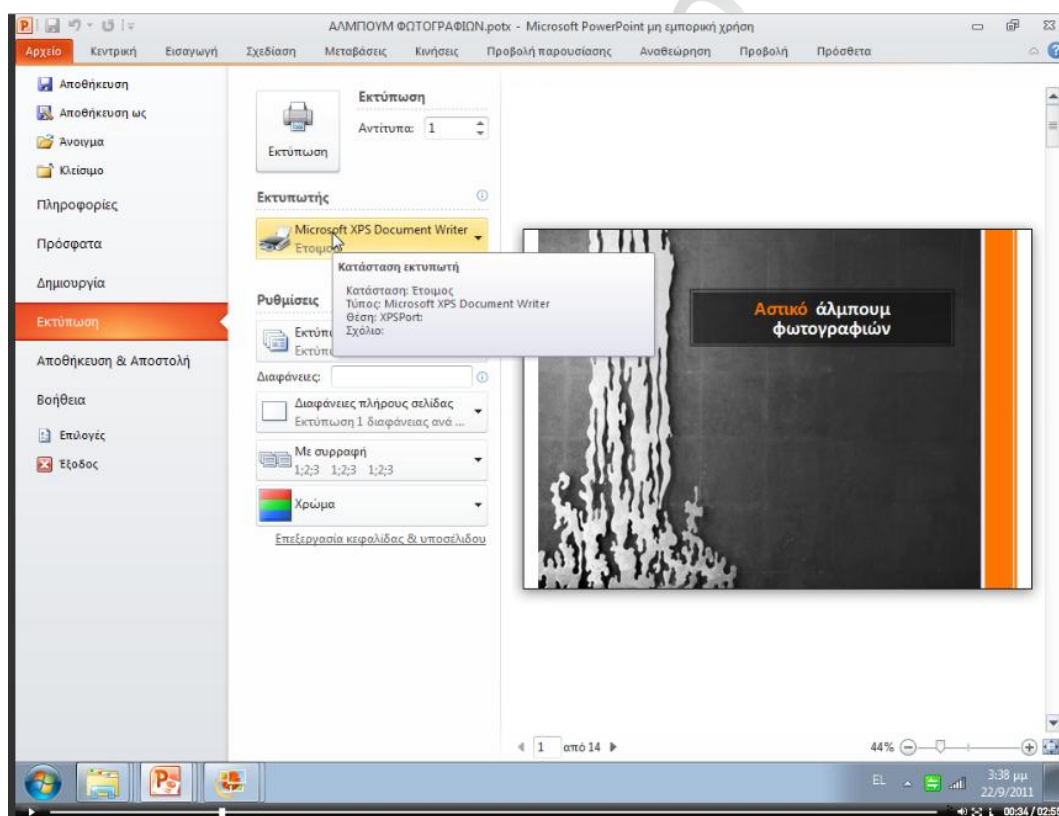 ΑΛΜΠΟΥΜ ΦΩΤΟΓΡΑΦΙΩΝ.potx - Microsoft PowerPoint μη εμπορική χρήση
Αρχείο Κεντρική Εισαγωγή Σχεδίαση Μεταβάσεις Κινήσεις Προβολή παρουσίασης Αναθεώρηση Προβολή Πρόσθετα
Αποθήκευση
Αποθήκευση ως
Άνοιγμα
Κλείσιμο
Πληροφορίες
Πρόσφατα
Δημιουργία
Εκτύπωση
Αποθήκευση & Αποστολή
Βοήθεια
Επιλογές
Έξοδος
Εκτύπωση
Εκτύπωση
Αντίτυπα: 1
Εκτυπωτής
Microsoft XPS Document Writer
Κατάσταση εκτυπωτή
Κατάσταση: Έτοιμος
Τύπος: Microsoft XPS Document Writer
Θέση: XPSPort:
Σχόλιο:
Ρυθμίσεις
Διαφάνειες:
Διαφάνειες πλήρους σελίδας
Εκτύπωση 1 διαφάνειας ανά ...
Με συρραφή
1;2;3 1;2;3 1;2;3
Χρώμα
Επεξεργασία κεφαλίδας & υποσέλιδου
Αστικό άλμπουμ
φωτογραφιών
1 από 14
44%
EL
3:38 μμ
22/9/2011
00:34 / 02:55